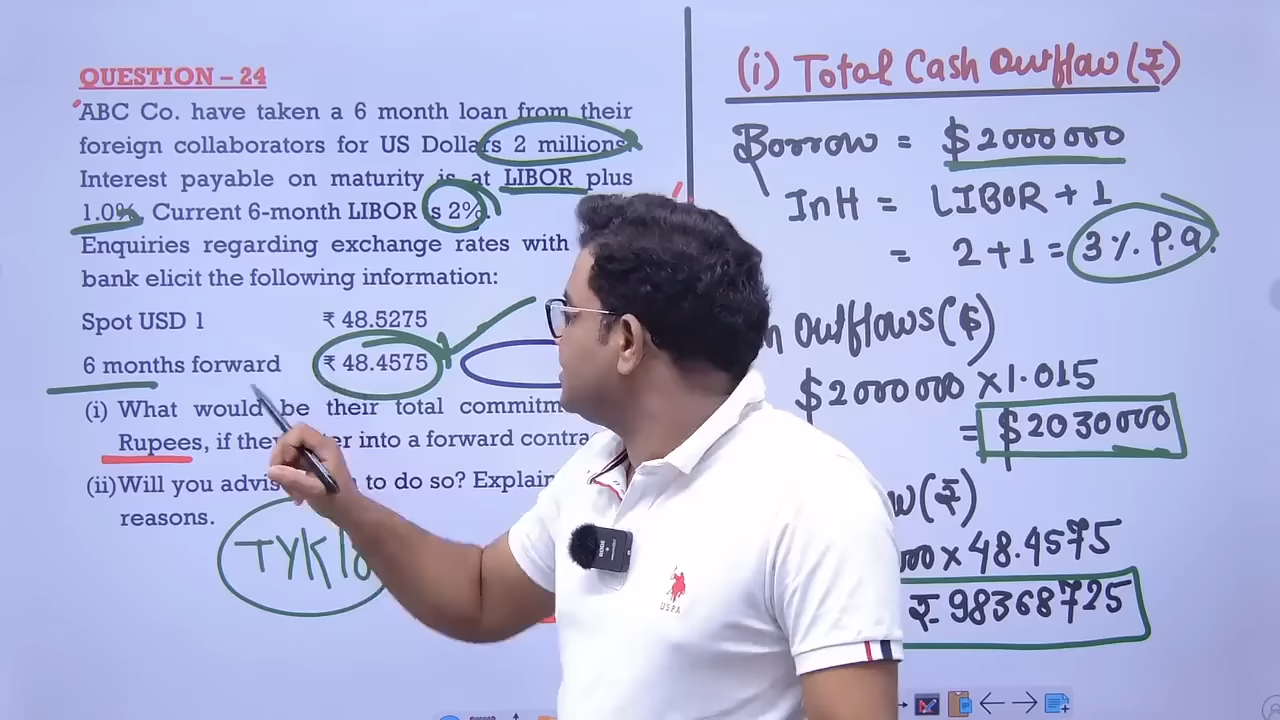 QUESTION – 24
ABC Co. have taken a 6 month loan from their
foreign collaborators for US Dollars 2 millions.
Interest payable on maturity is at LIBOR plus
1.0%. Current 6-month LIBOR is 2%.
Enquiries regarding exchange rates with
bank elicit the following information:
Spot USD 1 ₹ 48.5275
6 months forward ₹ 48.4575
(i) What would be their total
Rupees, if they into a forward
(ii) Will you to do so? Explain
reasons.
(i) Total Cash Outflow (₹)
Borrow = $2000000
InH = LIBOR + 1
= 2+1 = 3%. P.a.
Outflows ($)
$2000000 x1.015
= $2030000
(₹)
x 48.4575
₹ 98368725
USPA